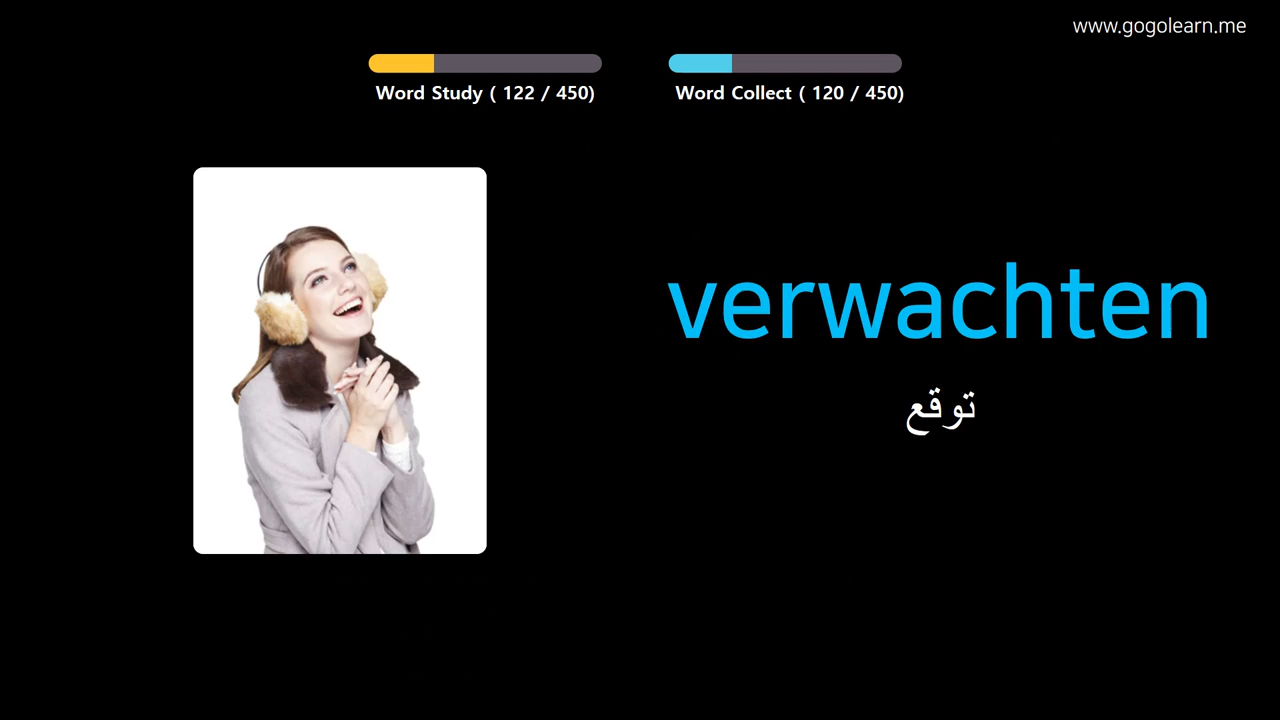 www.gogolearn.me
Word Study ( 122 / 450)
Word Collect ( 120 / 450)
verwachten
توقع